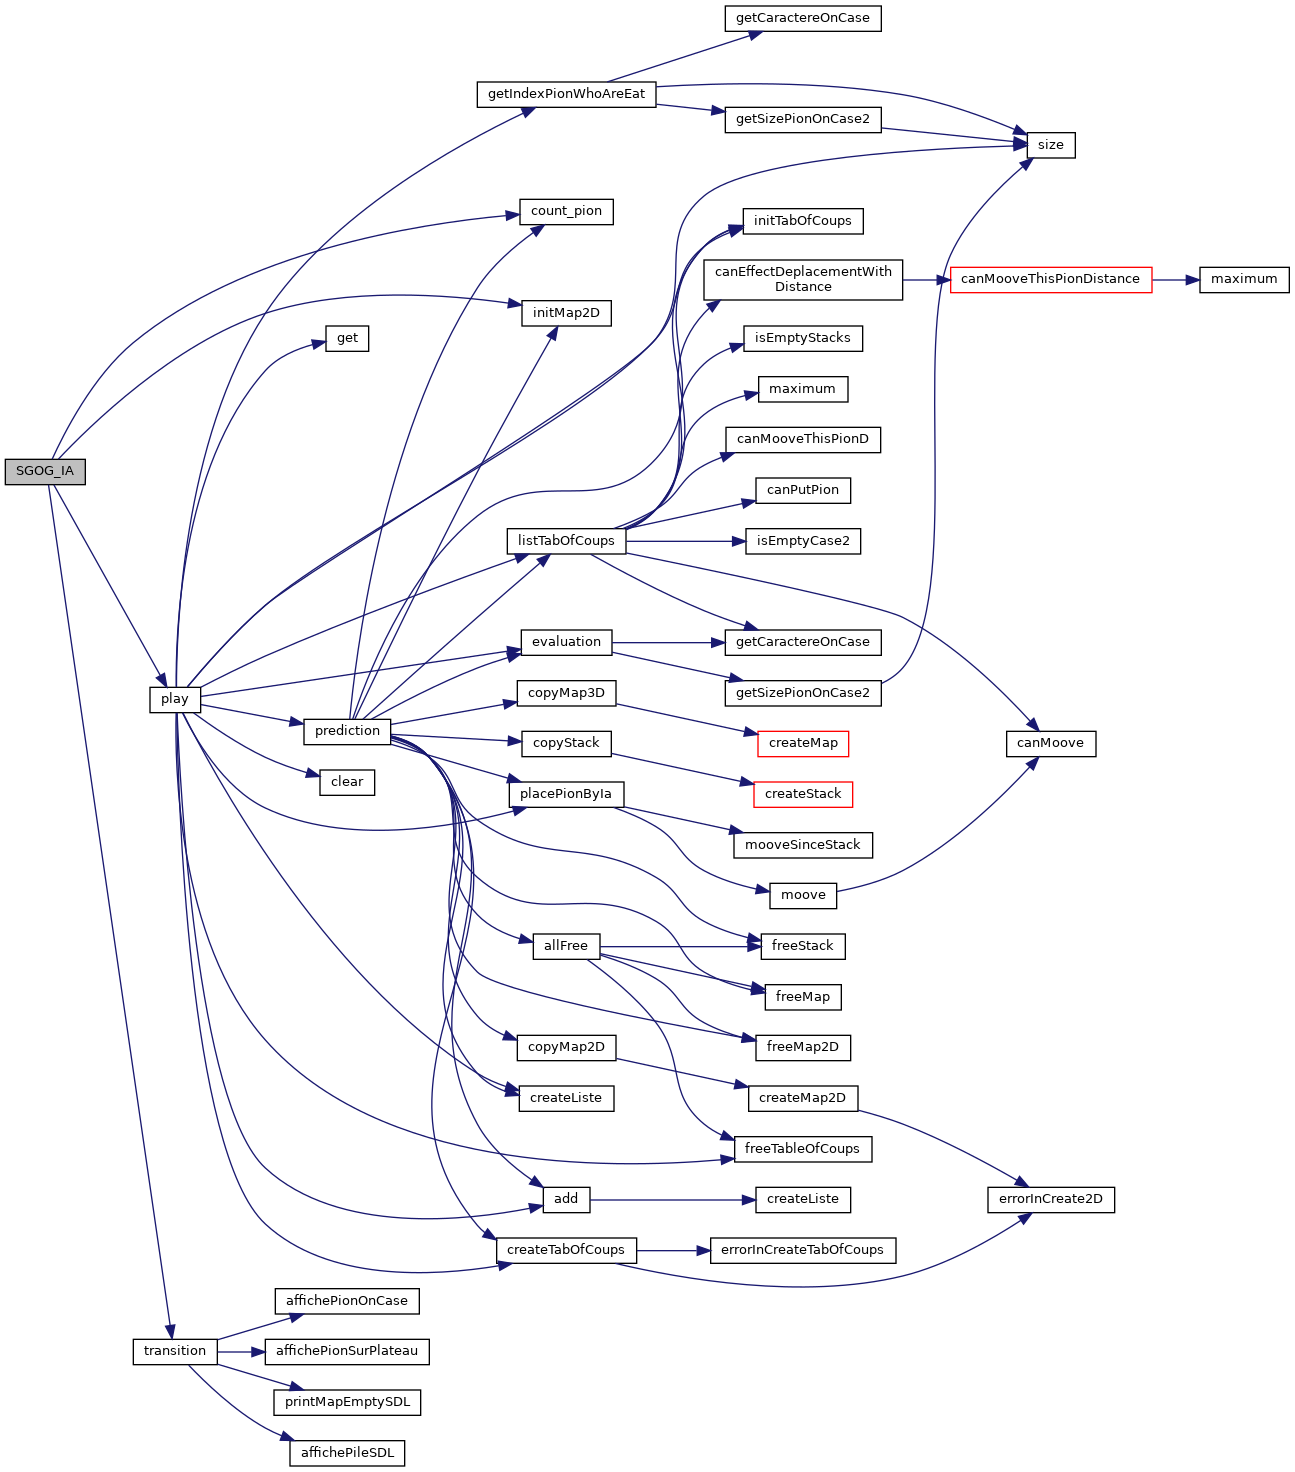 getCaractereOnCase
getIndexPionWhoAreEat
getSizePionOnCase2
size
count_pion
initTabOfCoups
canEffectDeplacementWith
Distance
canMooveThisPionDistance
maximum
initMap2D
get
isEmptyStacks
maximum
canMooveThisPionD
SGOG_IA
canPutPion
listTabOfCoups
isEmptyCase2
evaluation
getCaractereOnCase
play
copyMap3D
getSizePionOnCase2
prediction
copyStack
createMap
canMoove
clear
placePionByIa
createStack
mooveSinceStack
moove
allFree
freeStack
freeMap
copyMap2D
freeMap2D
createListe
createMap2D
freeTableOfCoups
add
createListe
errorInCreate2D
createTabOfCoups
errorInCreateTabOfCoups
affichePionOnCase
transition
affichePionSurPlateau
printMapEmptySDL
affichePileSDL